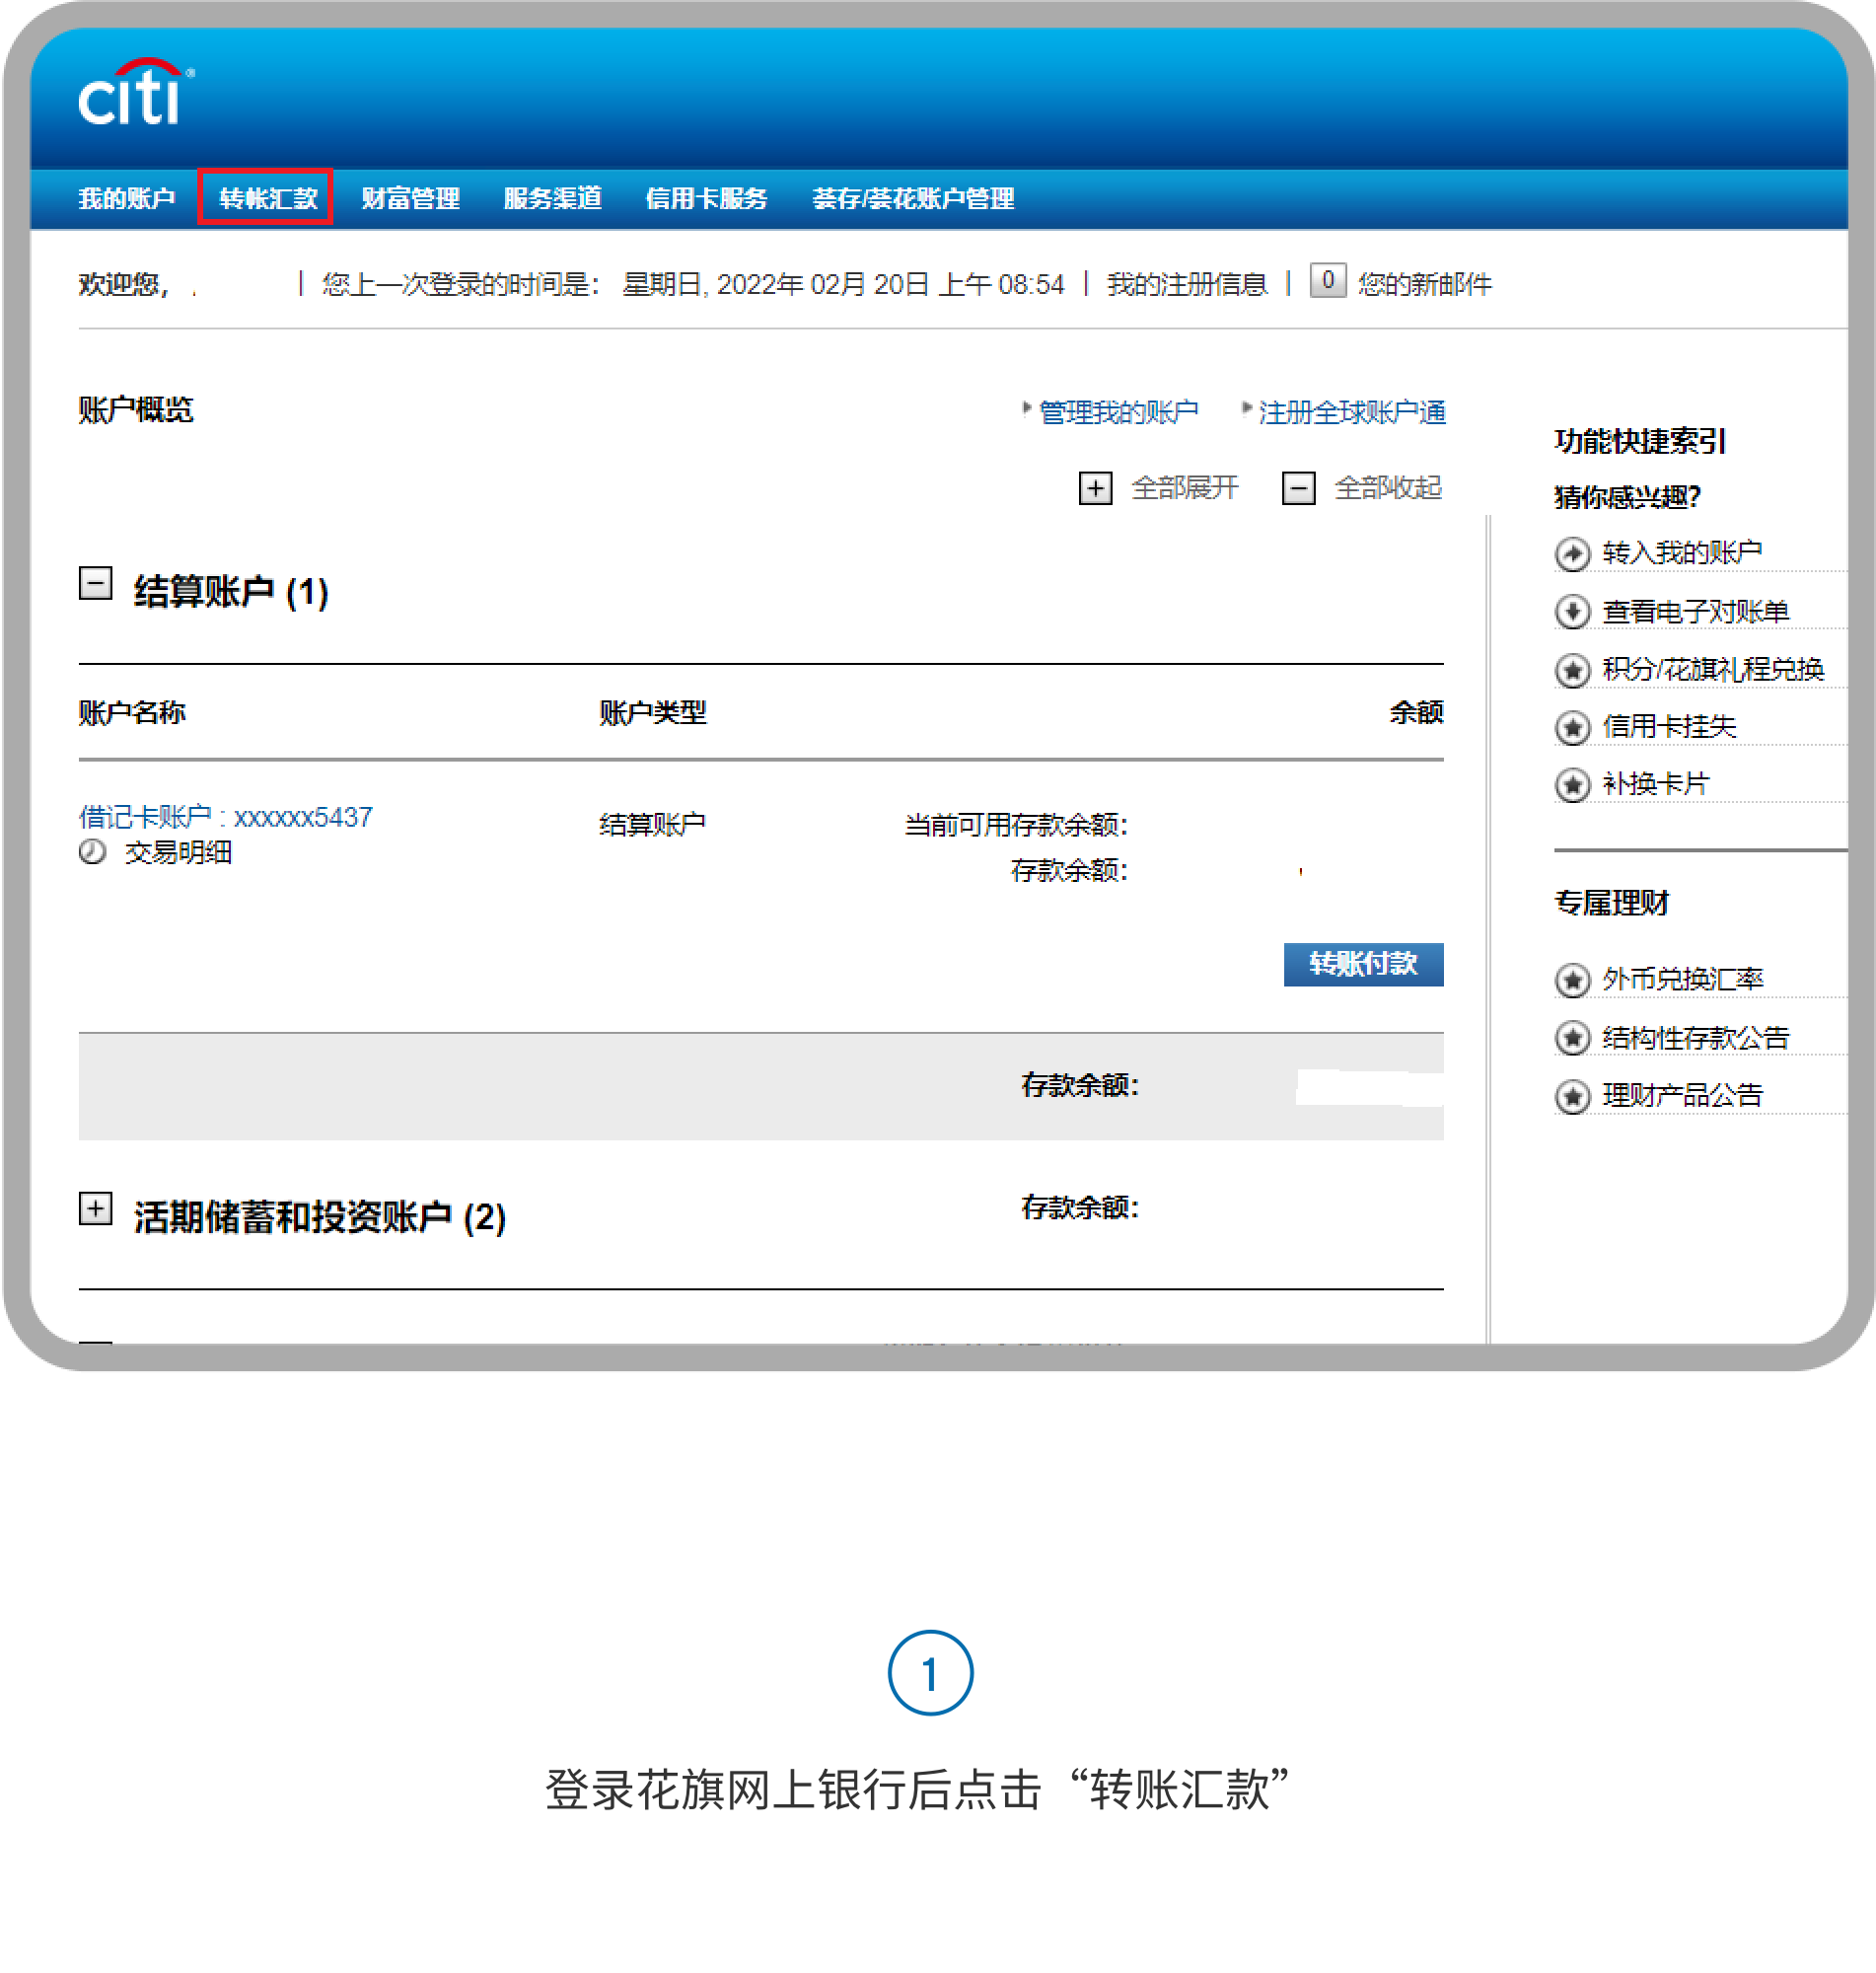 citi®
我的账户 转帐汇款 财富管理 服务渠道 信用卡服务 荟存/荟花账户管理
欢迎您， | 您上一次登录的时间是： 星期日, 2022年 02月 20日 上午 08:54 | 我的注册信息 | 0 您的新邮件
账户概览 管理我的账户 注册全球账户通
全部展开 全部收起
结算账户 (1)
账户名称 账户类型 余额
借记卡账户 : xxxxxx5437 结算账户 当前可用存款余额：
交易明细 存款余额：
转账付款
存款余额：
活期储蓄和投资账户 (2) 存款余额：
功能快捷索引
猜你感兴趣?
转入我的账户
查看电子对账单
积分/花旗礼程兑换
信用卡挂失
补换卡片
专属理财
外币兑换汇率
结构性存款公告
理财产品公告
1
登录花旗网上银行后点击“转账汇款”